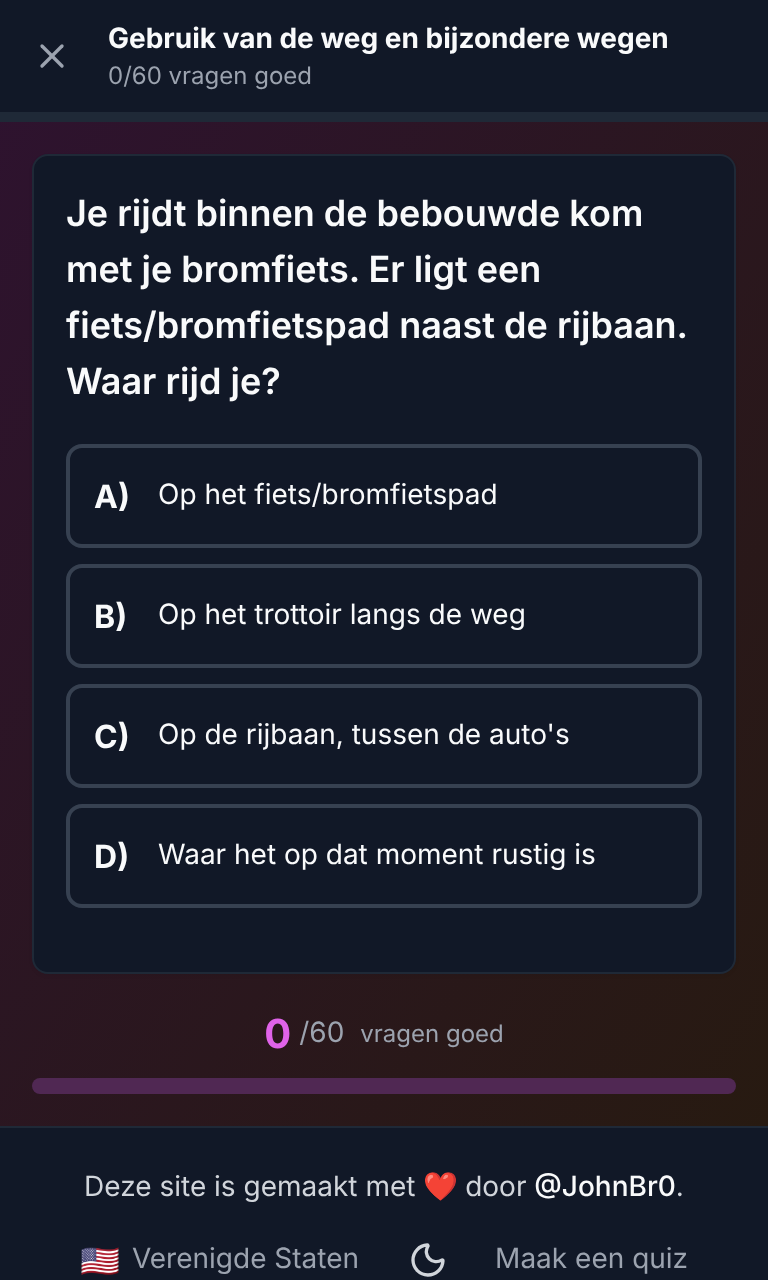 Gebruik van de weg en bijzondere wegen
0/60 vragen goed
Je rijdt binnen de bebouwde kom
met je bromfiets. Er ligt een
fiets/bromfietspad naast de rijbaan.
Waar rijd je?
A) Op het fiets/bromfietspad
B) Op het trottoir langs de weg
C) Op de rijbaan, tussen de auto's
D) Waar het op dat moment rustig is
0 /60 vragen goed
Deze site is gemaakt met ❤️ door @JohnBr0.
🇺🇸 Verenigde Staten Maak een quiz